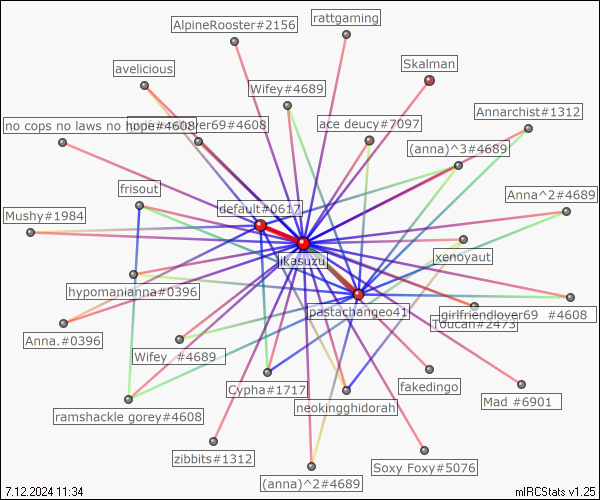 AlpineRooster#2156
rattgaming
avelicious
Skalman
Wifey#4689
Annarchist#1312
no cops no laws no hope#4608
ace deucy#7097
(anna)^3#4689
frisout
Anna^2#4689
default#0617
Mushy#1984
ikasuzu
xenoyaut
hypomanianna#0396
pastachangeo41
girlfriendlover69 #4608
Toucan#2473
Anna.#0396
Wifey #4689
Cypha#1717
fakedingo
neokingghidorah
Mad #6901
ramshackle gorey#4608
zibbits#1312
Soxy Foxy#5076
(anna)^2#4689
7.12.2024 11:34
mIRCStats v1.25